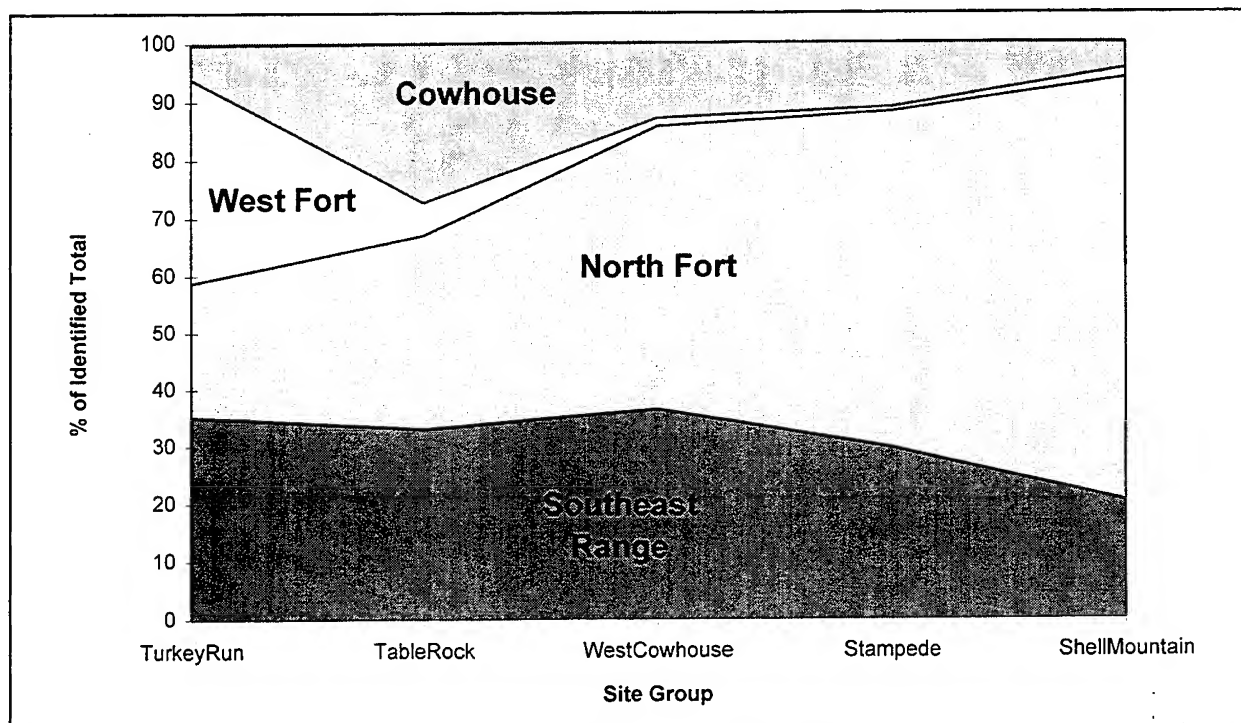 100
90
80
70
60
50
40
30
20
10
0
% of Identified Total
Cowhouse
West Fort
North Fort
Southeast
Range
TurkeyRun TableRock WestCowhouse Stampede ShellMountain
Site Group